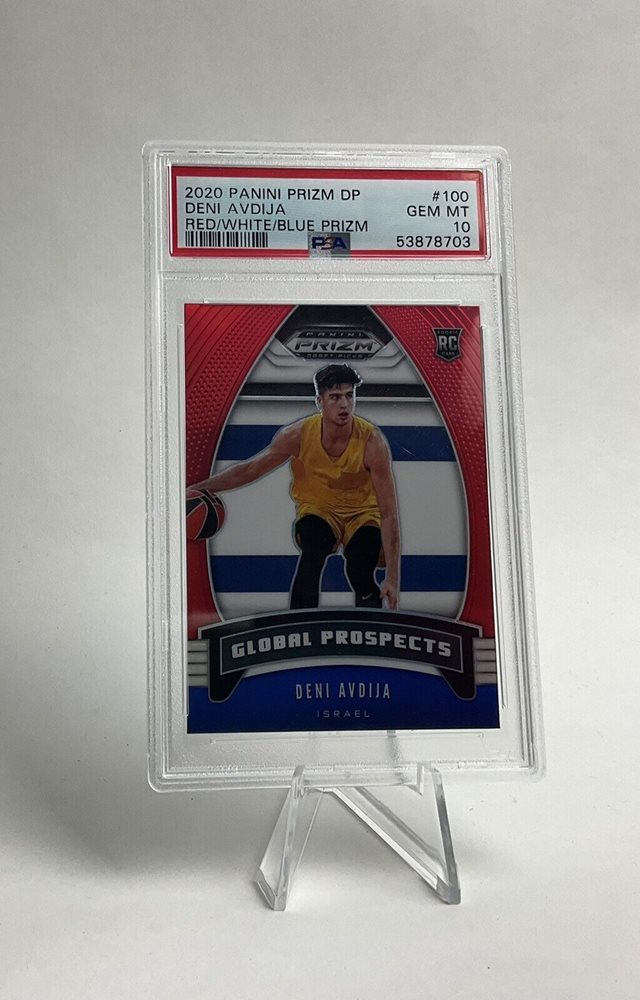 2020 PANINI PRIZM DP #100
DENI AVDIJA GEM MT
RED/WHITE/BLUE PRIZM 10
PSA 53878703
PANINI
PRIZM
DRAFT PICKS
ROOKIE
RC
CARD
GLOBAL PROSPECTS
DENI AVDIJA
ISRAEL